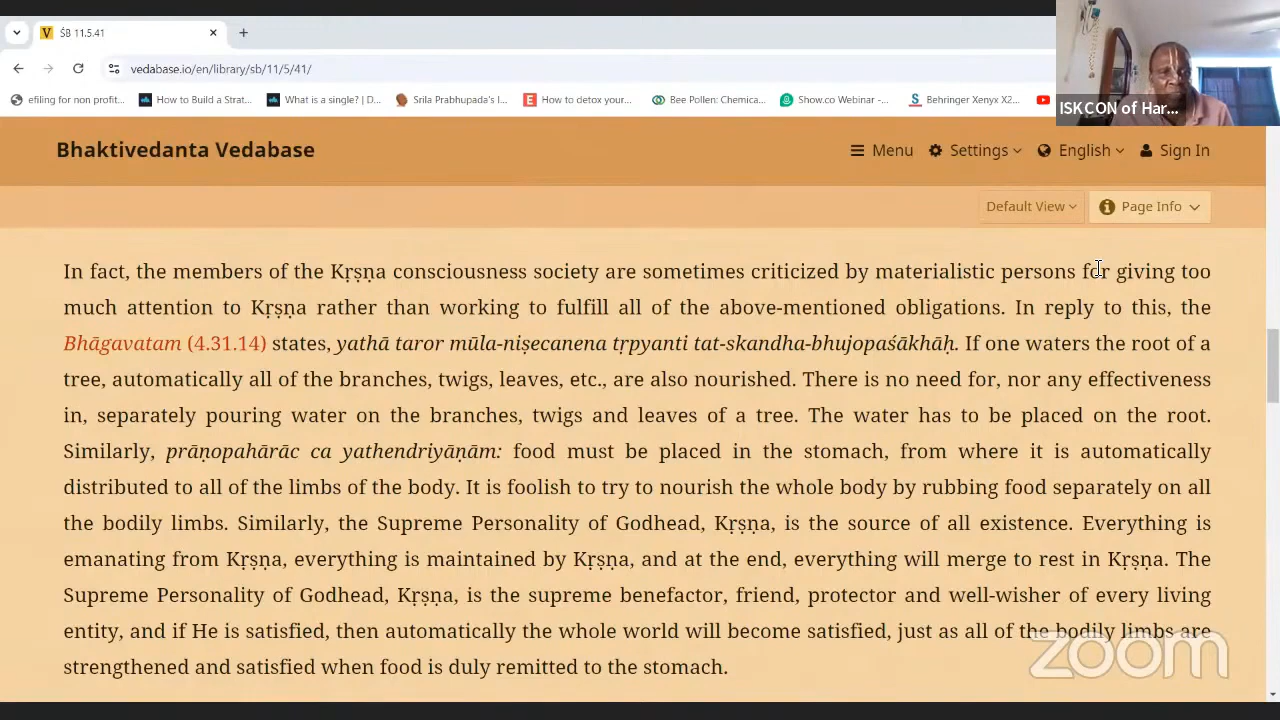 ŚB 11.5.41
vedabase.io/en/library/sb/11/5/41/
efiling for non profit... How to Build a Strat... What is a single? | D... Srila Prabhupada's I... How to detox your... Bee Pollen: Chemica... Show.co Webinar -... Behringer Xenyx X2...
ISKCON of Har...
Bhaktivedanta Vedabase
Menu Settings English Sign In
Default View Page Info
In fact, the members of the Kṛṣṇa consciousness society are sometimes criticized by materialistic persons for giving too
much attention to Kṛṣṇa rather than working to fulfill all of the above-mentioned obligations. In reply to this, the
Bhāgavatam (4.31.14) states, yathā taror mūla-niṣecanena tṛpyanti tat-skandha-bhujopaśākhāḥ. If one waters the root of a
tree, automatically all of the branches, twigs, leaves, etc., are also nourished. There is no need for, nor any effectiveness
in, separately pouring water on the branches, twigs and leaves of a tree. The water has to be placed on the root.
Similarly, prāṇopahārāc ca yathendriyāṇām: food must be placed in the stomach, from where it is automatically
distributed to all of the limbs of the body. It is foolish to try to nourish the whole body by rubbing food separately on all
the bodily limbs. Similarly, the Supreme Personality of Godhead, Kṛṣṇa, is the source of all existence. Everything is
emanating from Kṛṣṇa, everything is maintained by Kṛṣṇa, and at the end, everything will merge to rest in Kṛṣṇa. The
Supreme Personality of Godhead, Kṛṣṇa, is the supreme benefactor, friend, protector and well-wisher of every living
entity, and if He is satisfied, then automatically the whole world will become satisfied, just as all of the bodily limbs are
strengthened and satisfied when food is duly remitted to the stomach.
zoom